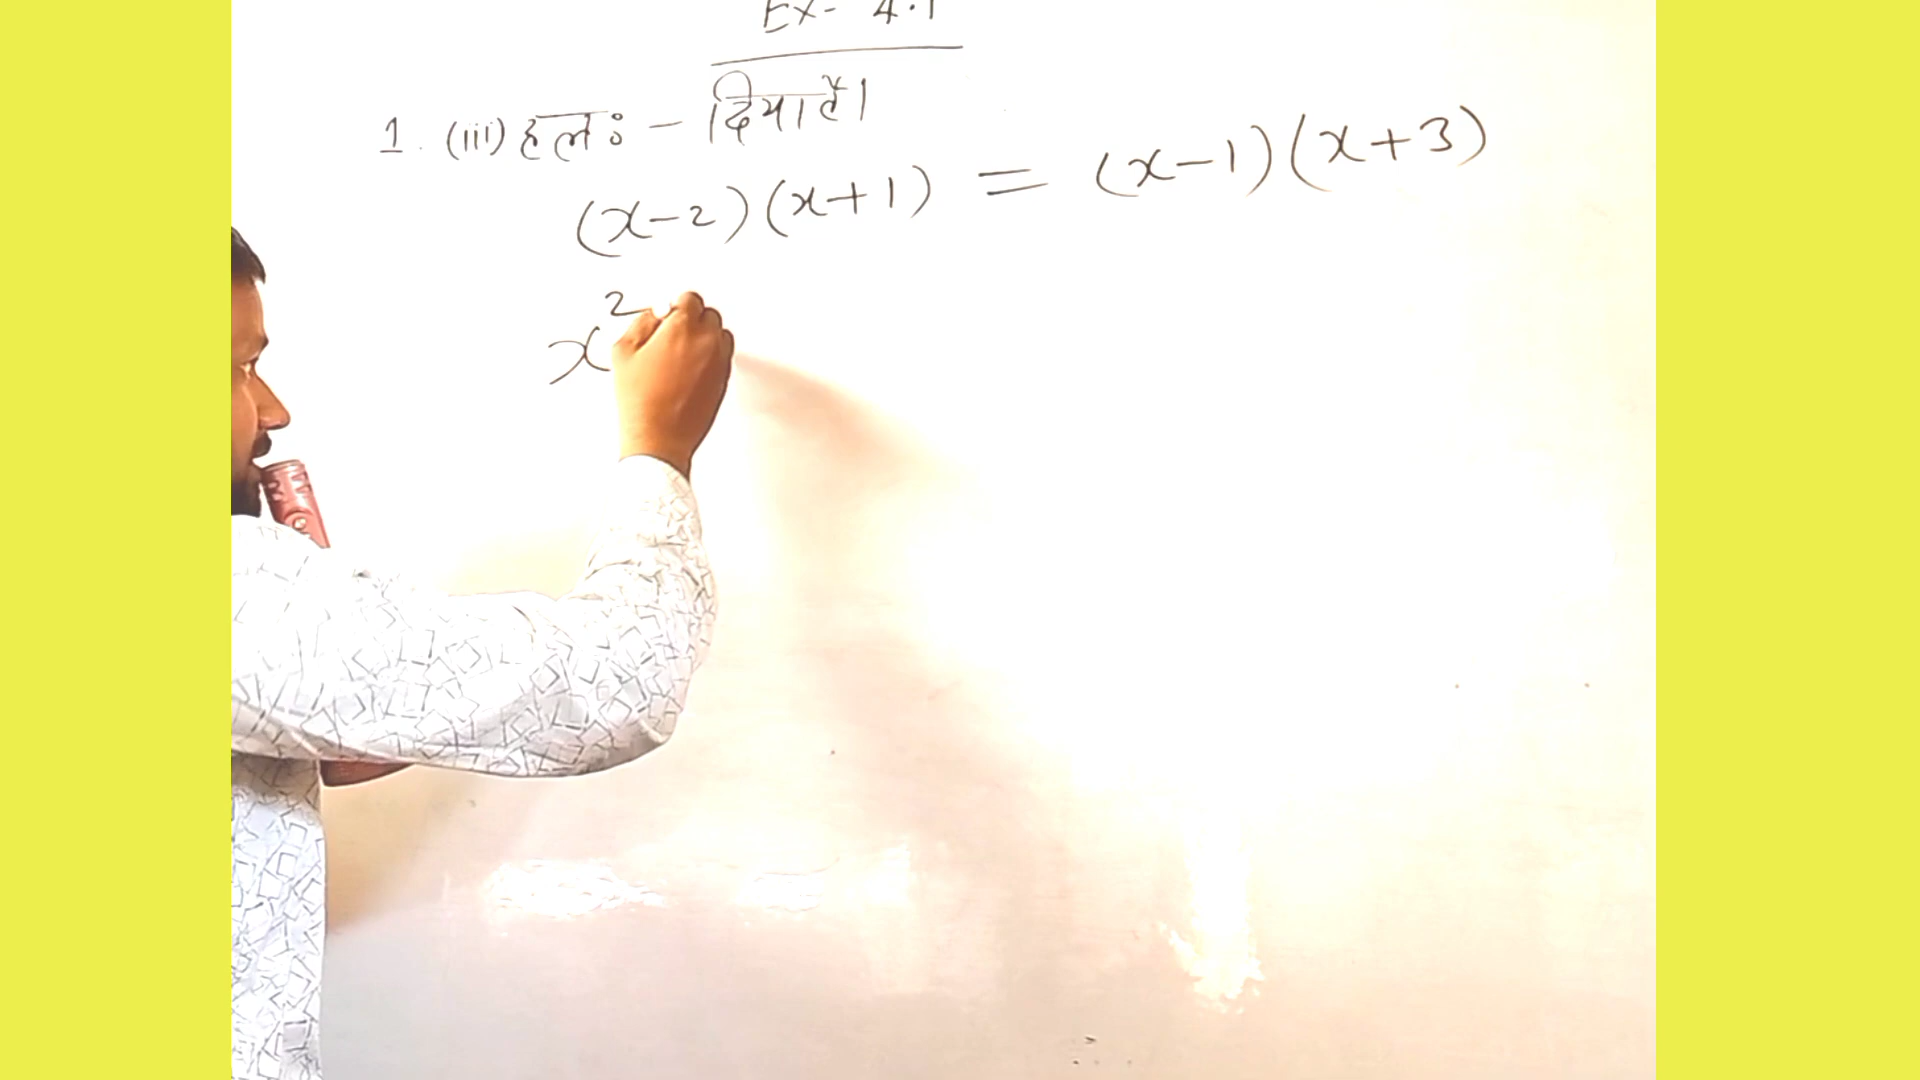 Ex- 4.1
1. (iii) हलः - दिया है।
(x-2)(x+1) = (x-1)(x+3)
x²